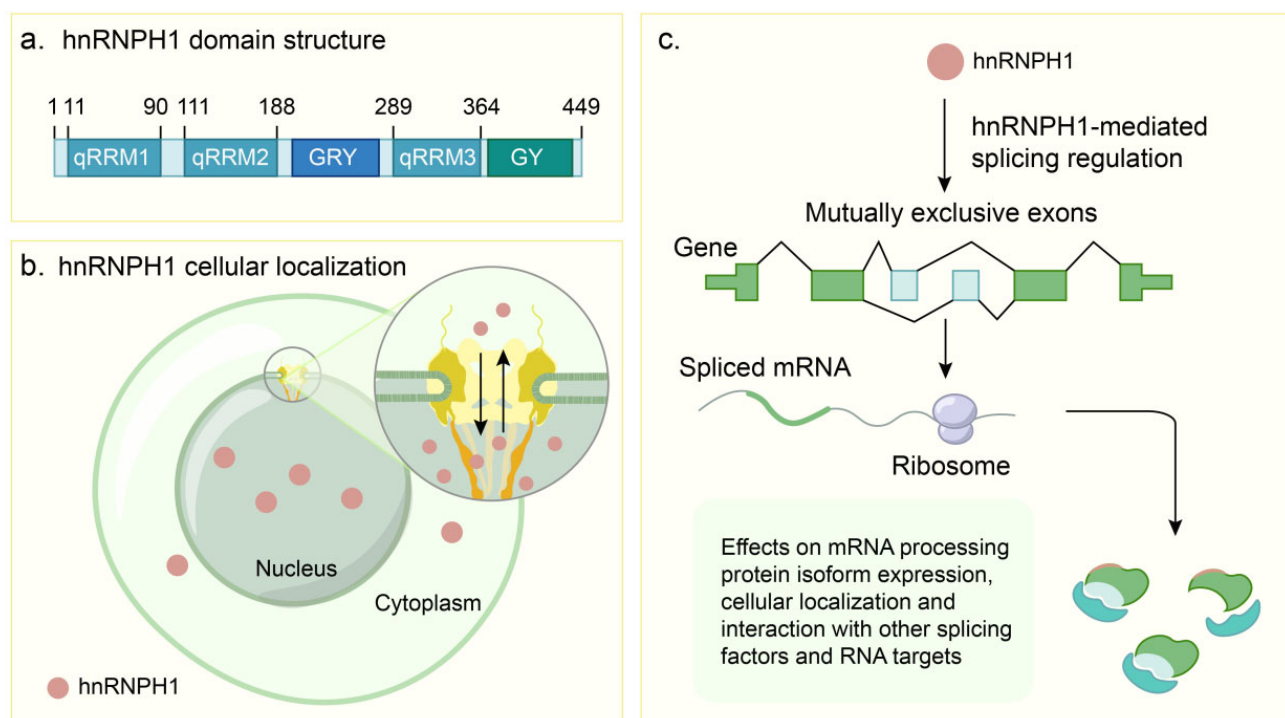 a. hnRNPH1 domain structure
1 11 90 111 188 289 364 449
qRRM1 qRRM2 GRY qRRM3 GY
b. hnRNPH1 cellular localization
Nucleus
Cytoplasm
hnRNPH1
c.
hnRNPH1
hnRNPH1-mediated
splicing regulation
Mutually exclusive exons
Gene
Spliced mRNA
Ribosome
Effects on mRNA processing
protein isoform expression,
cellular localization and
interaction with other splicing
factors and RNA targets